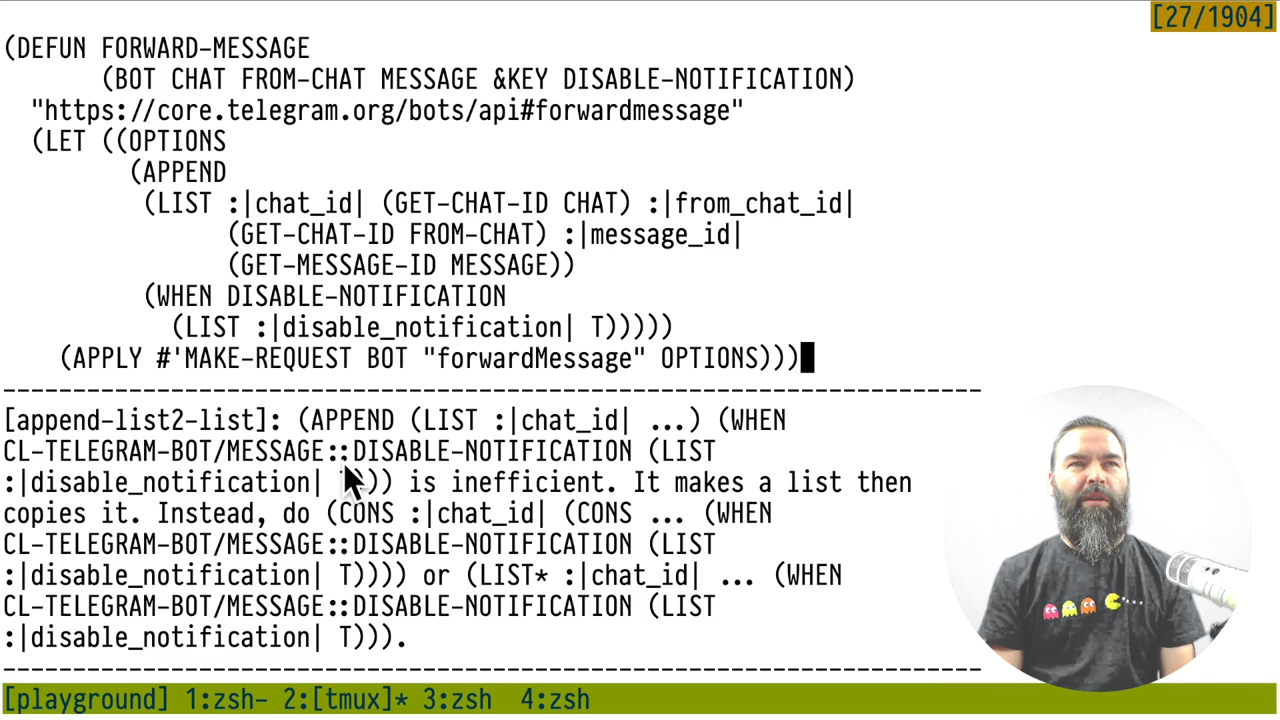 [27/1904]
(DEFUN FORWARD-MESSAGE
(BOT CHAT FROM-CHAT MESSAGE &KEY DISABLE-NOTIFICATION)
"https://core.telegram.org/bots/api#forwardmessage"
(LET ((OPTIONS
(APPEND
(LIST :|chat_id| (GET-CHAT-ID CHAT) :|from_chat_id|
(GET-CHAT-ID FROM-CHAT) :|message_id|
(GET-MESSAGE-ID MESSAGE))
(WHEN DISABLE-NOTIFICATION
(LIST :|disable_notification| T)))))
(APPLY #'MAKE-REQUEST BOT "forwardMessage" OPTIONS)))
----------------------------------------------------------------------
[append-list2-list]: (APPEND (LIST :|chat_id| ...) (WHEN
CL-TELEGRAM-BOT/MESSAGE::DISABLE-NOTIFICATION (LIST
:|disable_notification| T))) is inefficient. It makes a list then
copies it. Instead, do (CONS :|chat_id| (CONS ... (WHEN
CL-TELEGRAM-BOT/MESSAGE::DISABLE-NOTIFICATION (LIST
:|disable_notification| T)))) or (LIST* :|chat_id| ... (WHEN
CL-TELEGRAM-BOT/MESSAGE::DISABLE-NOTIFICATION (LIST
:|disable_notification| T))).
----------------------------------------------------------------------
[playground] 1:zsh- 2:[tmux]* 3:zsh  4:zsh